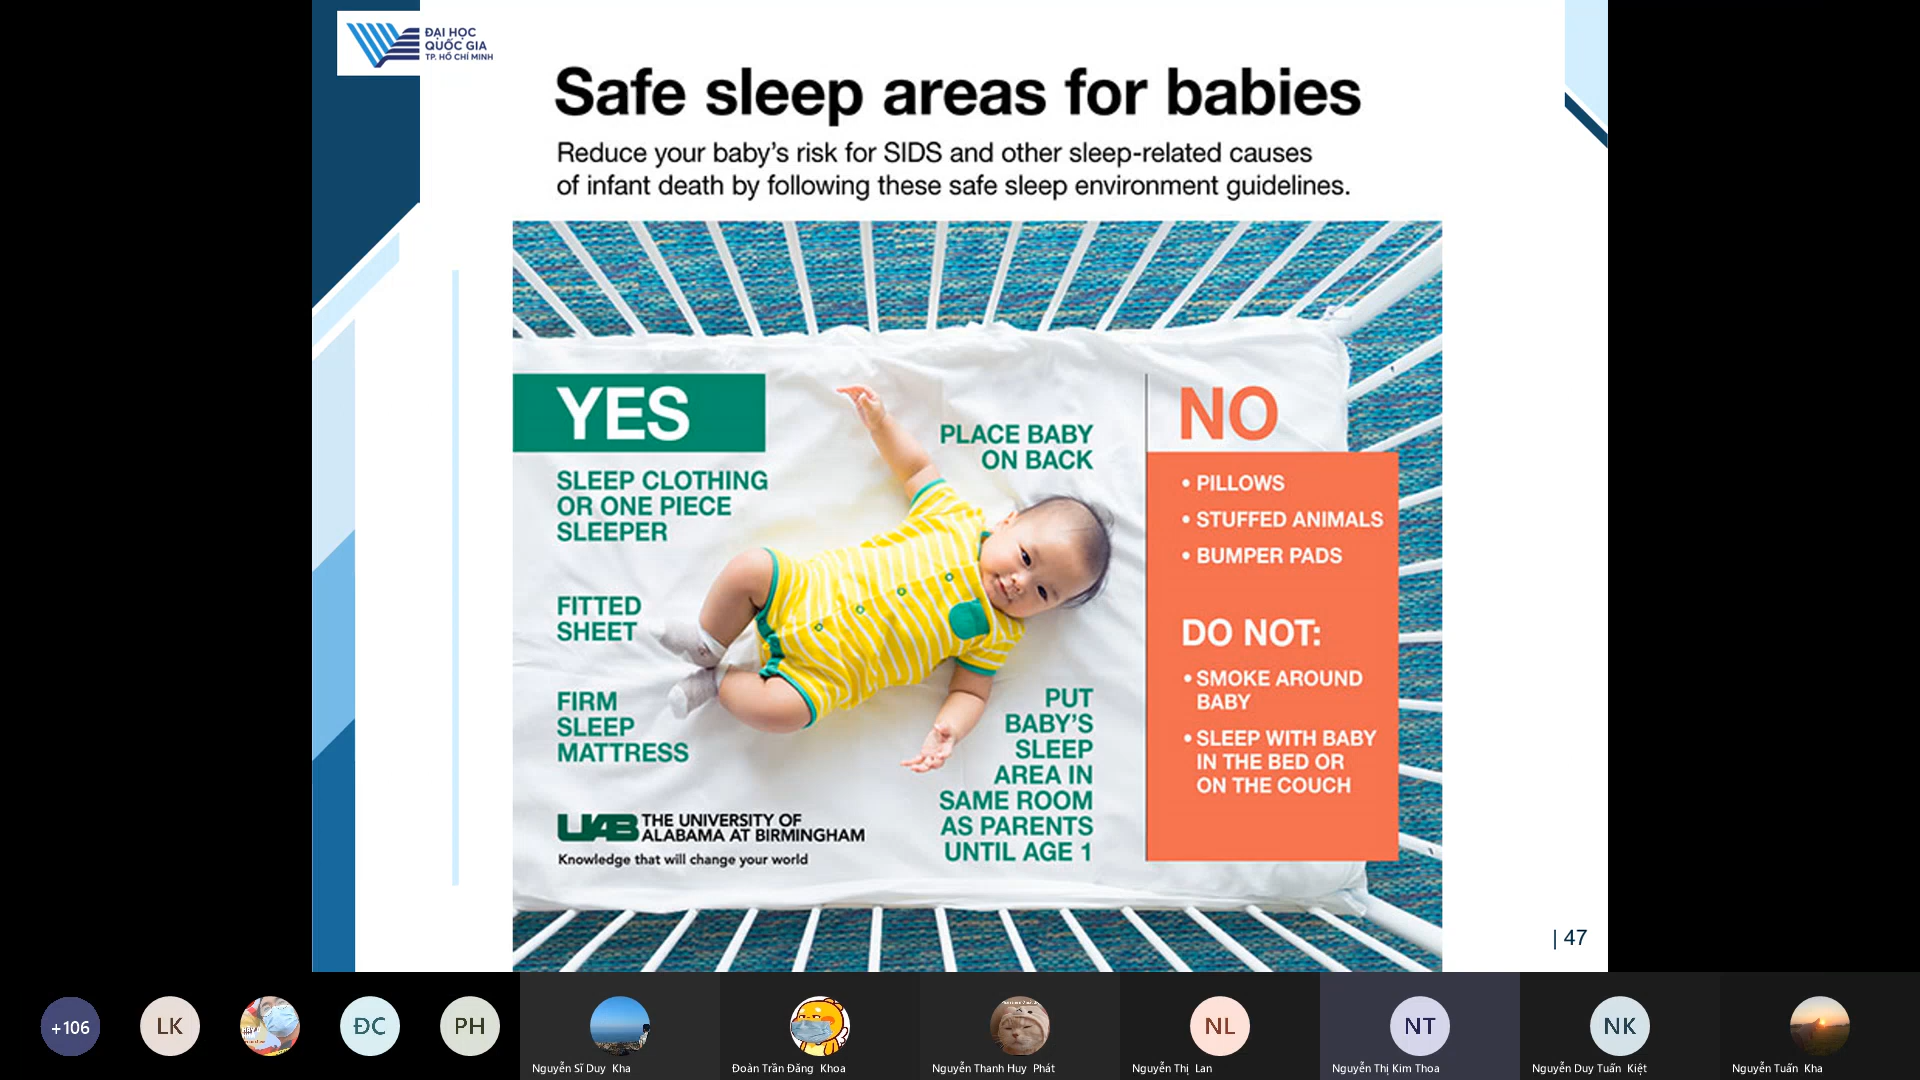 ĐẠI HỌC
QUỐC GIA
TP. HỒ CHÍ MINH
Safe sleep areas for babies
Reduce your baby’s risk for SIDS and other sleep-related causes
of infant death by following these safe sleep environment guidelines.
YES
SLEEP CLOTHING
OR ONE PIECE
SLEEPER
FITTED
SHEET
FIRM
SLEEP
MATTRESS
UAB THE UNIVERSITY OF
ALABAMA AT BIRMINGHAM
Knowledge that will change your world
PLACE BABY
ON BACK
PUT
BABY’S
SLEEP
AREA IN
SAME ROOM
AS PARENTS
UNTIL AGE 1
NO
• PILLOWS
• STUFFED ANIMALS
• BUMPER PADS
DO NOT:
• SMOKE AROUND
BABY
• SLEEP WITH BABY
IN THE BED OR
ON THE COUCH
| 47
+106
LK
ĐC
PH
NL
NT
NK
Nguyễn Sĩ Duy Kha
Đoàn Trần Đăng Khoa
Nguyễn Thanh Huy Phát
Nguyễn Thị Lan
Nguyễn Thị Kim Thoa
Nguyễn Duy Tuấn Kiệt
Nguyễn Tuấn Kha